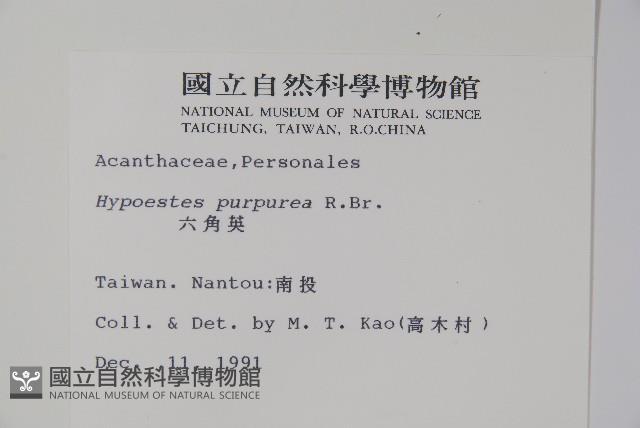 國立自然科學博物館
NATIONAL MUSEUM OF NATURAL SCIENCE
TAICHUNG, TAIWAN, R.O.CHINA
Acanthaceae,Personales
Hypoestes purpurea R.Br.
六角英
Taiwan. Nantou:南投
Coll. & Det. by M. T. Kao(高木村)
Dec. 11 1991
國立自然科學博物館
NATIONAL MUSEUM OF NATURAL SCIENCE